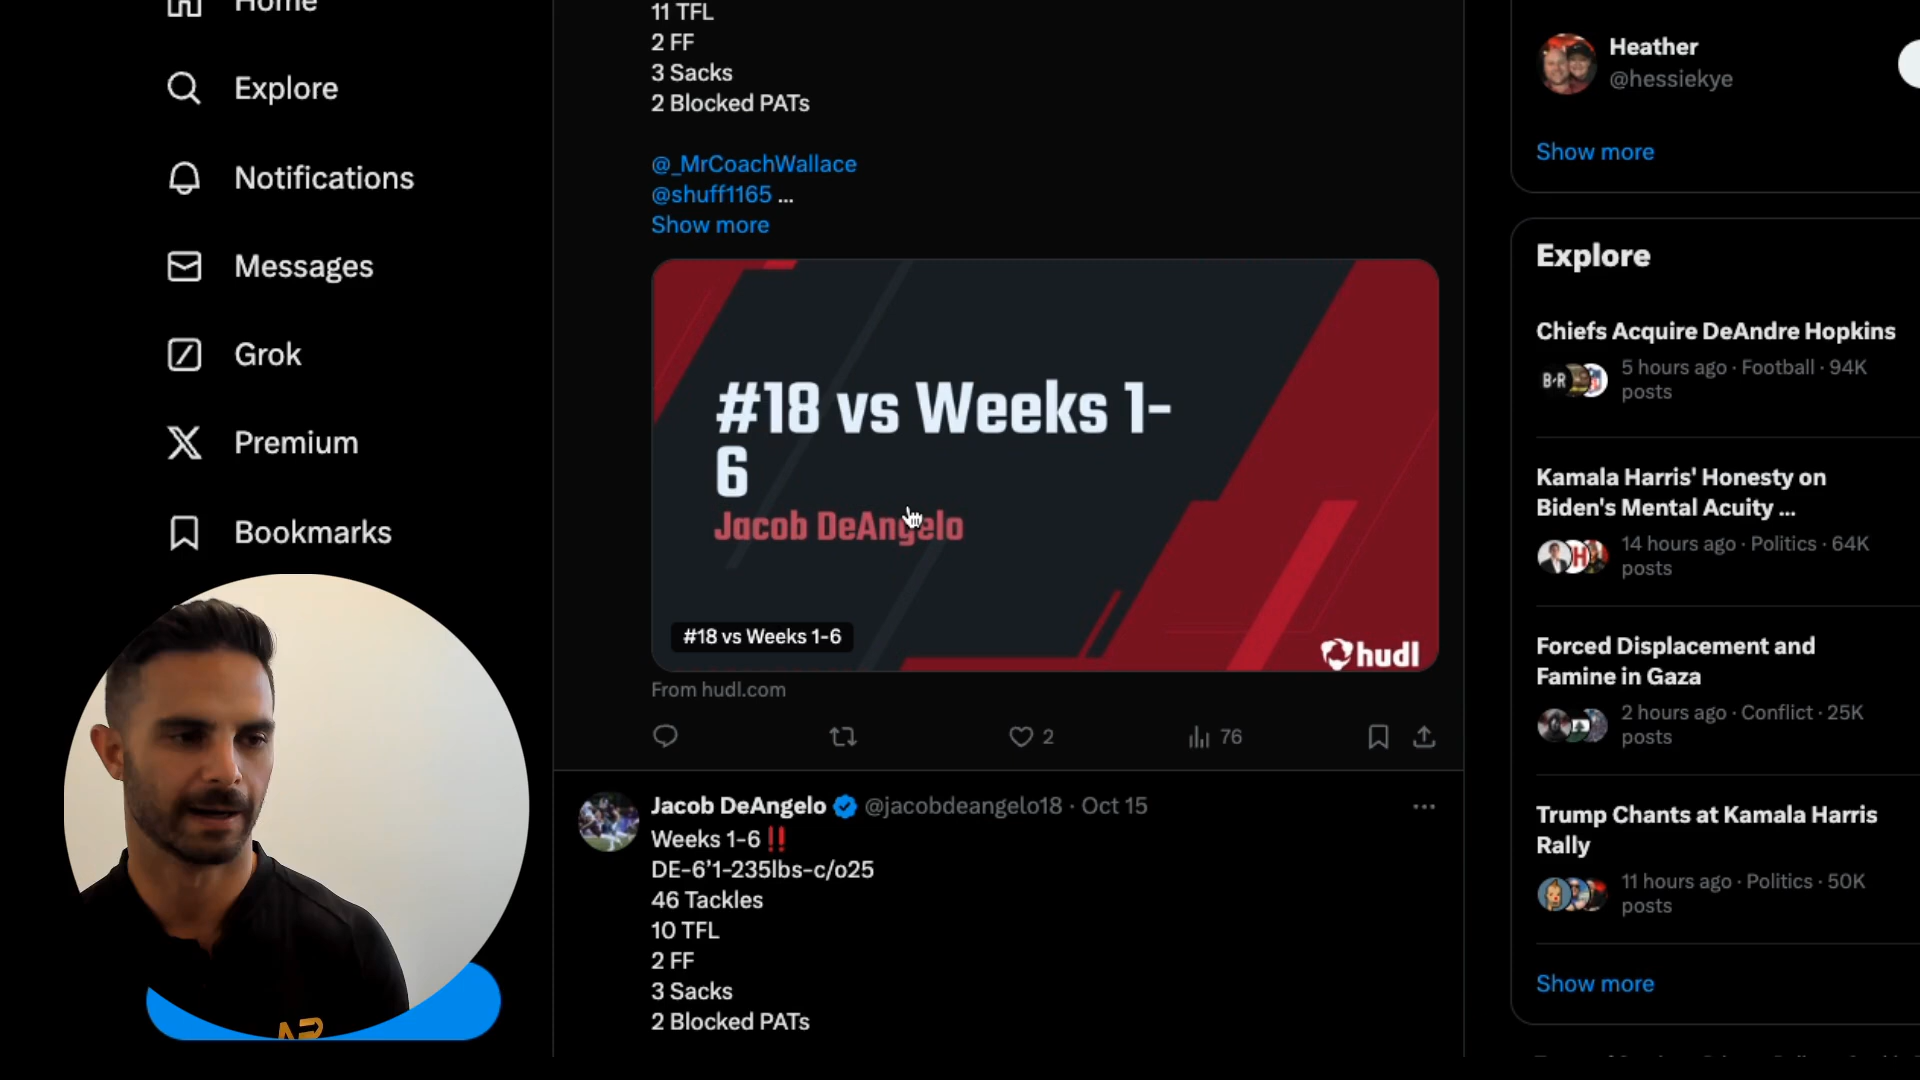 Home
Explore
Notifications
Messages
Grok
Premium
Bookmarks
11 TFL
2 FF
3 Sacks
2 Blocked PATs
@_MrCoachWallace
@shuff1165 ...
Show more
#18 vs Weeks 1-
6
Jacob DeAngelo
#18 vs Weeks 1-6
hudl
From hudl.com
2
76
Jacob DeAngelo @jacobdeangelo18 · Oct 15
Weeks 1-6‼️
DE-6’1-235lbs-c/o25
46 Tackles
10 TFL
2 FF
3 Sacks
2 Blocked PATs
Heather
@hessiekye
Show more
Explore
Chiefs Acquire DeAndre Hopkins
B/R
5 hours ago · Football · 94K
posts
Kamala Harris' Honesty on
Biden's Mental Acuity ...
14 hours ago · Politics · 64K
posts
Forced Displacement and
Famine in Gaza
2 hours ago · Conflict · 25K
posts
Trump Chants at Kamala Harris
Rally
11 hours ago · Politics · 50K
posts
Show more